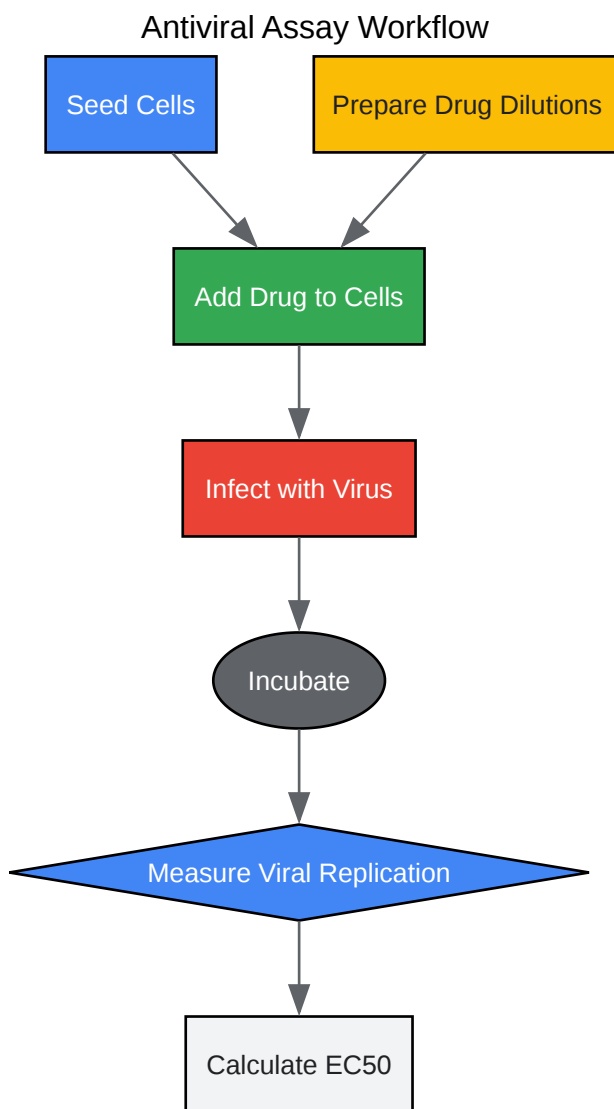 Antiviral Assay Workflow
Seed Cells
Prepare Drug Dilutions
Add Drug to Cells
Infect with Virus
Incubate
Measure Viral Replication
Calculate EC50